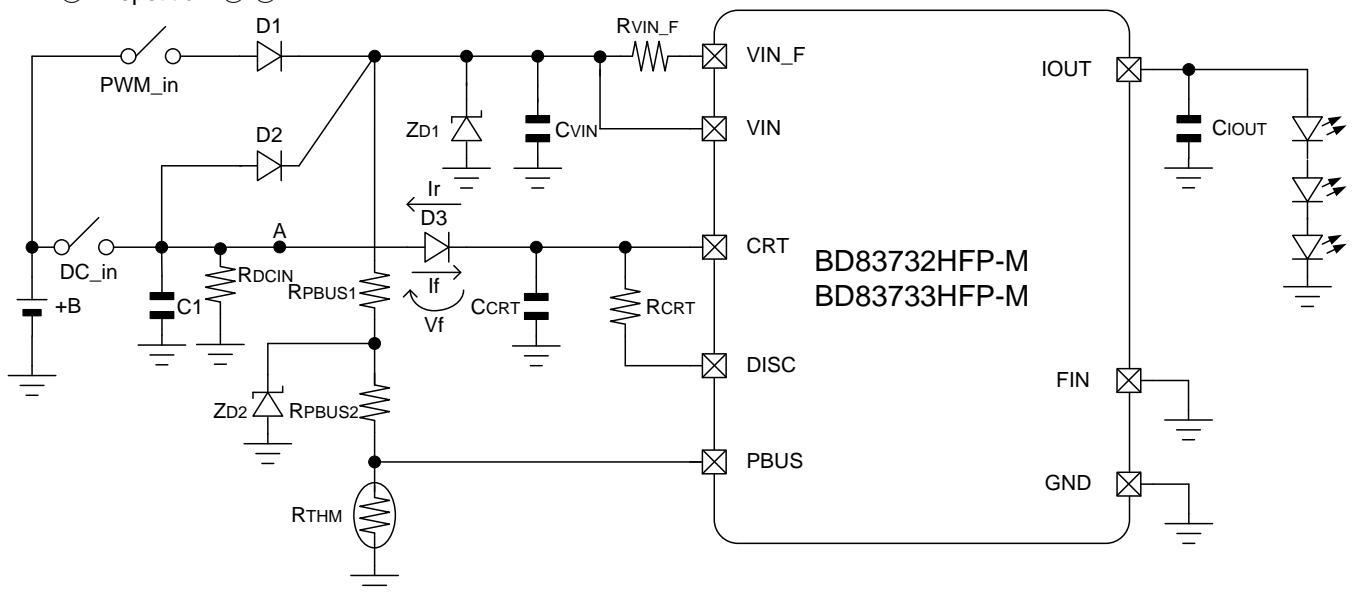 D1
RVIN_F
VIN_F
IOUT
PWM_in
VIN
ZD1
CVIN
CIOUT
D2
Ir
D3
A
CRT
BD83732HFP-M
BD83733HFP-M
DC_in
RDCIN
RPBUS1
If
+B
C1
CCRT
RCRT
Vf
DISC
FIN
ZD2
RPBUS2
PBUS
GND
RTHM